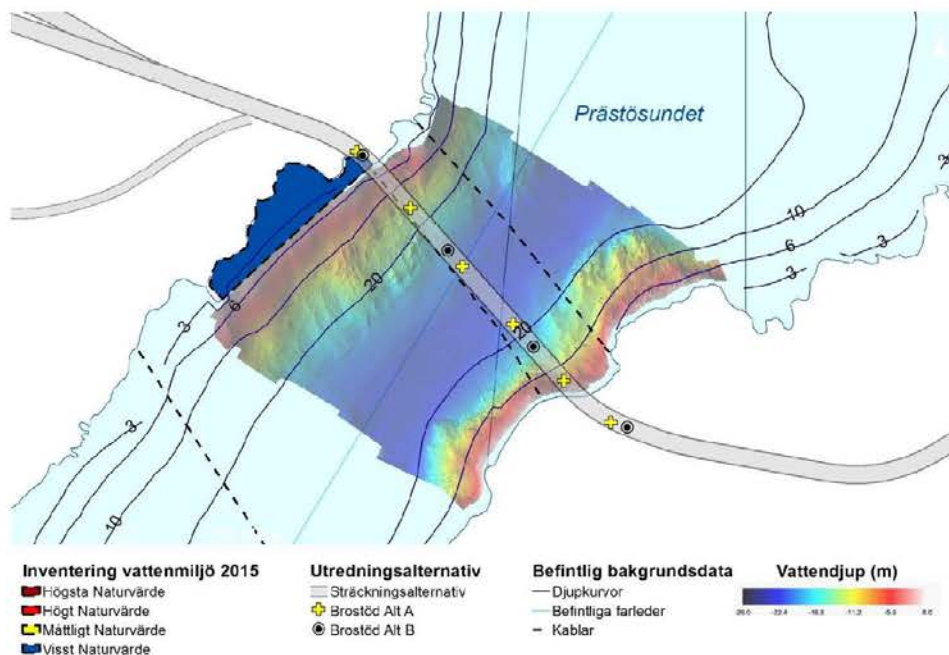 Prästösundet
3
10
6
3
3
20
6
3
20
3
10
Inventering vattenmiljö 2015
Högsta Naturvärde
Högt Naturvärde
Måttligt Naturvärde
Visst Naturvärde
Utredningsalternativ
Sträckningsalternativ
Brostöd Alt A
Brostöd Alt B
Befintlig bakgrundsdata
Djupkurvor
Befintliga farleder
Kablar
Vattendjup (m)